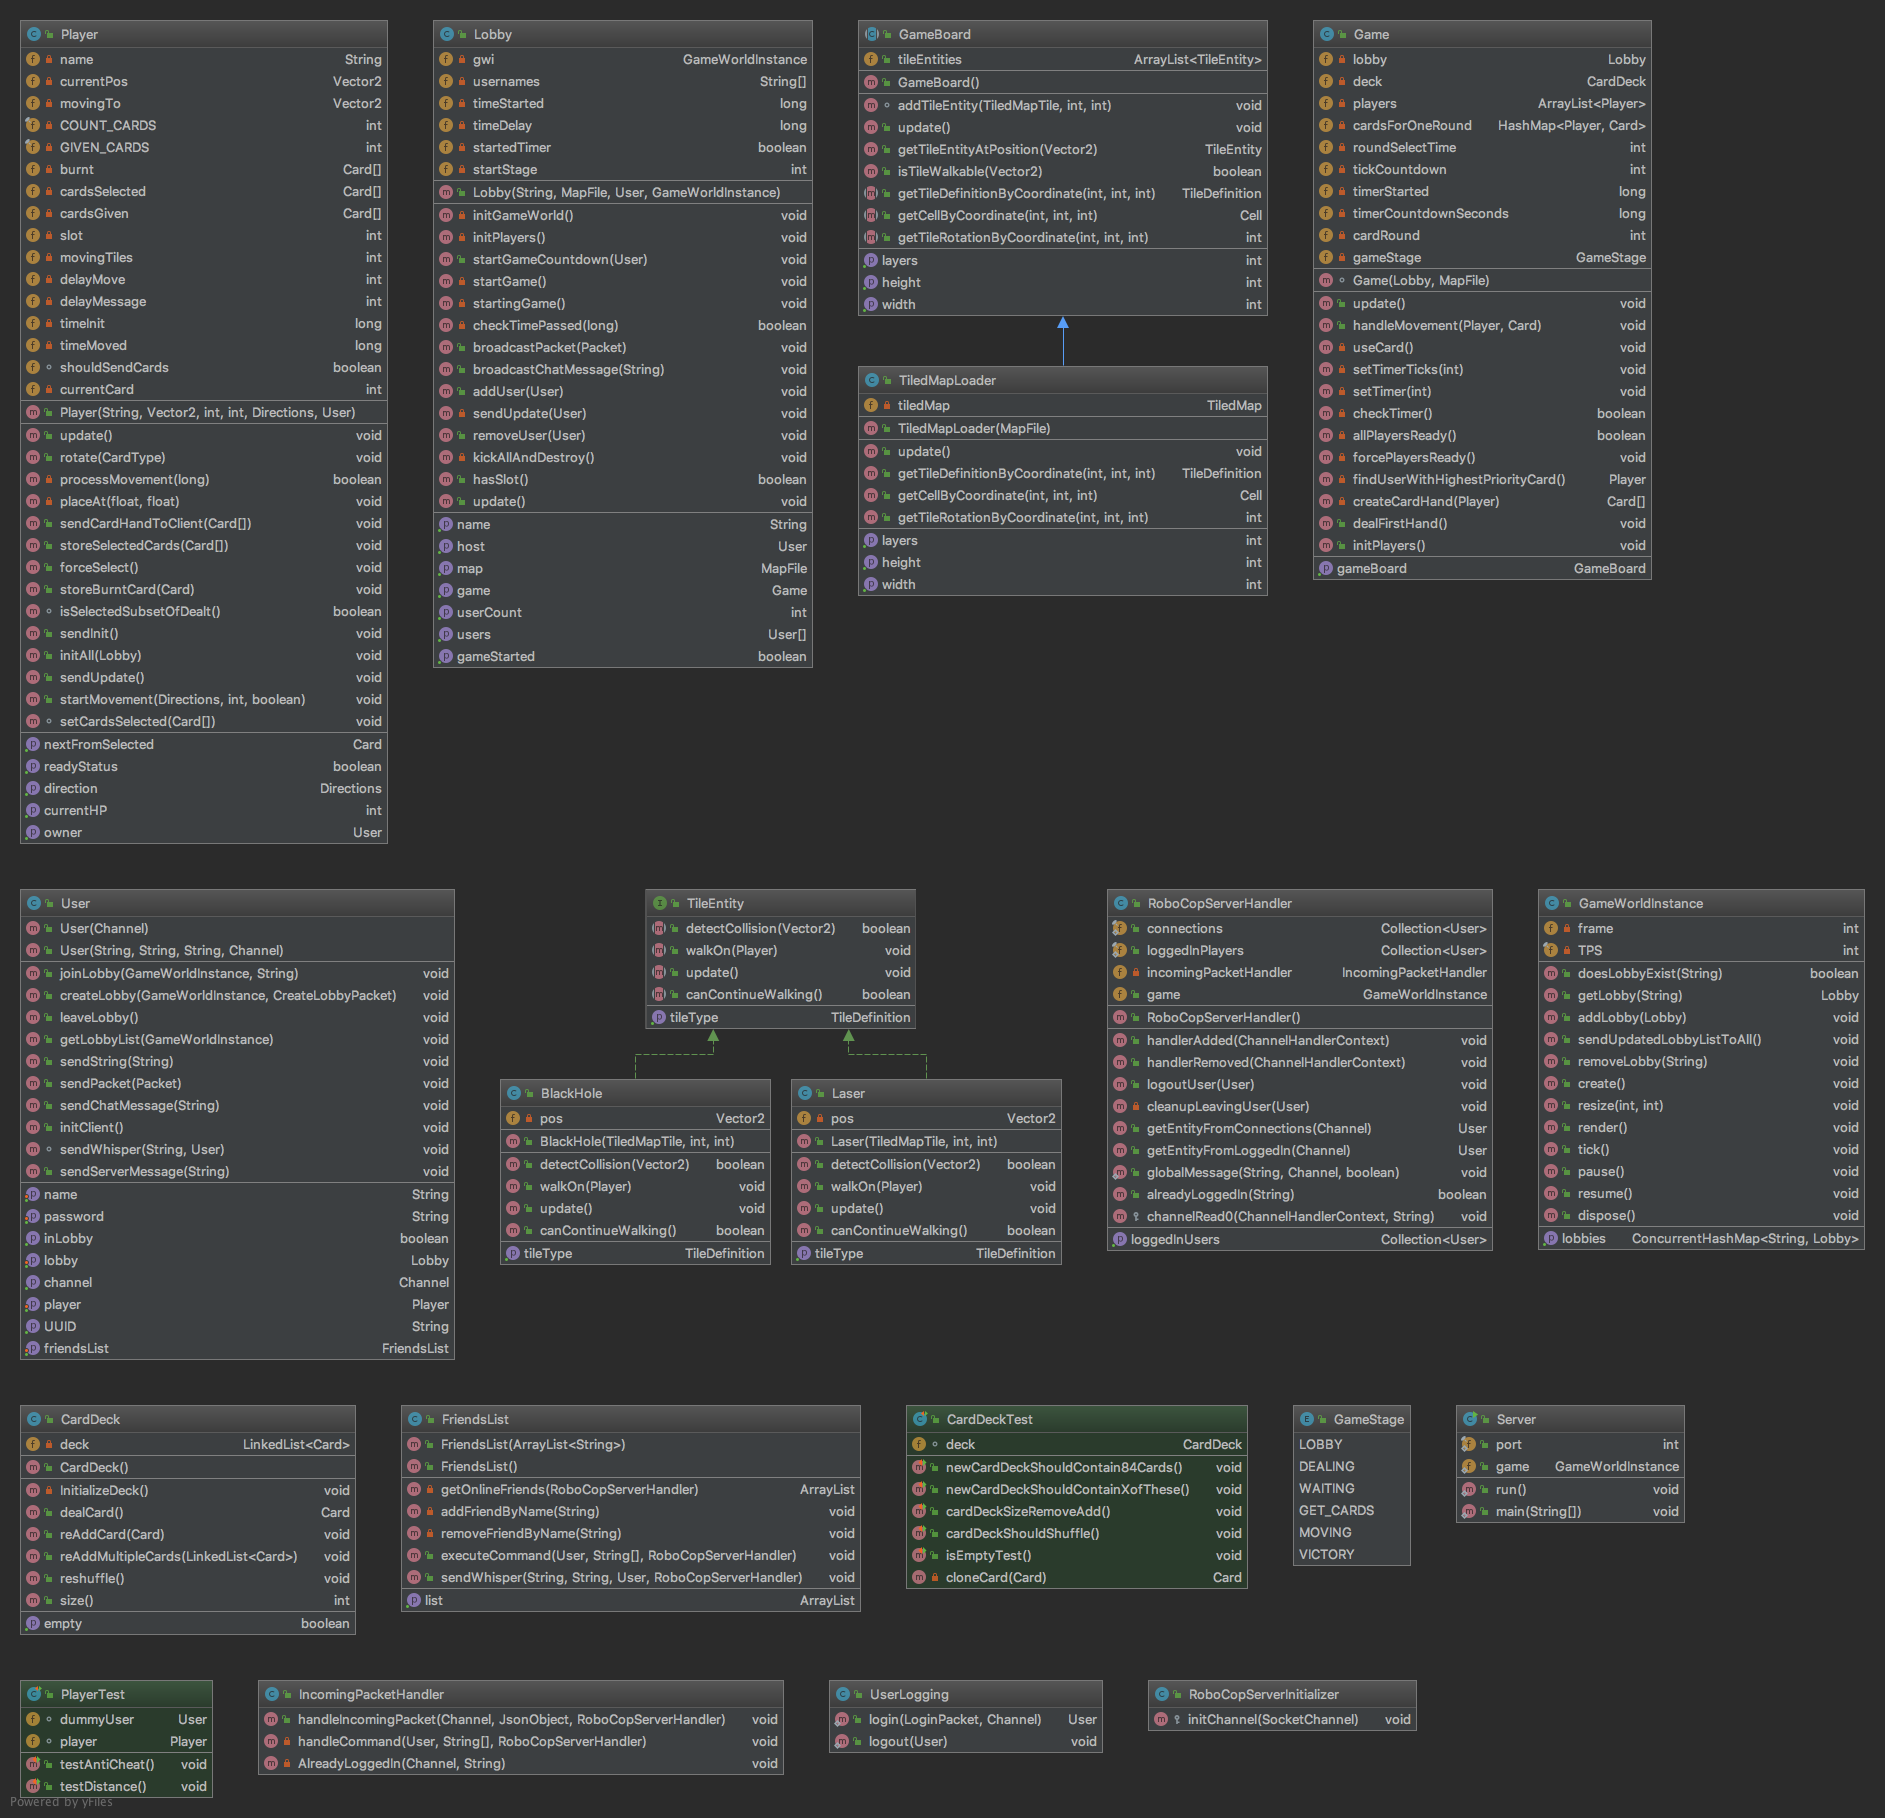 Player
name String
currentPos Vector2
movingTo Vector2
COUNT_CARDS int
GIVEN_CARDS int
burnt Card[]
cardsSelected Card[]
cardsGiven Card[]
slot int
movingTiles int
delayMove int
delayMessage int
timeInit long
timeMoved long
shouldSendCards boolean
currentCard int
Player(String, Vector2, int, int, Directions, User)
update() void
rotate(CardType) void
processMovement(long) boolean
placeAt(float, float) void
sendCardHandToClient(Card[]) void
storeSelectedCards(Card[]) void
forceSelect() void
storeBurntCard(Card) void
isSelectedSubsetOfDealt() boolean
sendInit() void
initAll(Lobby) void
sendUpdate() void
startMovement(Directions, int, boolean) void
setCardsSelected(Card[]) void
nextFromSelected Card
readyStatus boolean
direction Directions
currentHP int
owner User
Lobby
gwi GameWorldInstance
usernames String[]
timeStarted long
timeDelay long
startedTimer boolean
startStage int
Lobby(String, MapFile, User, GameWorldInstance)
initGameWorld() void
initPlayers() void
startGameCountdown(User) void
startGame() void
startingGame() void
checkTimePassed(long) boolean
broadcastPacket(Packet) void
broadcastChatMessage(String) void
addUser(User) void
sendUpdate(User) void
removeUser(User) void
kickAllAndDestroy() void
hasSlot() boolean
update() void
name String
host User
map MapFile
game Game
userCount int
users User[]
gameStarted boolean
GameBoard
tileEntities ArrayList<TileEntity>
GameBoard()
addTileEntity(TiledMapTile, int, int) void
update() void
getTileEntityAtPosition(Vector2) TileEntity
isTileWalkable(Vector2) boolean
getTileDefinitionByCoordinate(int, int, int) TileDefinition
getCellByCoordinate(int, int, int) Cell
getTileRotationByCoordinate(int, int, int) int
layers int
height int
width int
TiledMapLoader
tiledMap TiledMap
TiledMapLoader(MapFile)
update() void
getTileDefinitionByCoordinate(int, int, int) TileDefinition
getCellByCoordinate(int, int, int) Cell
getTileRotationByCoordinate(int, int, int) int
layers int
height int
width int
Game
lobby Lobby
deck CardDeck
players ArrayList<Player>
cardsForOneRound HashMap<Player, Card>
roundSelectTime int
tickCountdown int
timerStarted long
timerCountdownSeconds long
cardRound int
gameStage GameStage
Game(Lobby, MapFile)
update() void
handleMovement(Player, Card) void
useCard() void
setTimerTicks(int) void
setTimer(int) void
checkTimer() boolean
allPlayersReady() boolean
forcePlayersReady() void
findUserWithHighestPriorityCard() Player
createCardHand(Player) Card[]
dealFirstHand() void
initPlayers() void
gameBoard GameBoard
User
User(Channel)
User(String, String, String, Channel)
joinLobby(GameWorldInstance, String) void
createLobby(GameWorldInstance, CreateLobbyPacket) void
leaveLobby() void
getLobbyList(GameWorldInstance) void
sendString(String) void
sendPacket(Packet) void
sendChatMessage(String) void
initClient() void
sendWhisper(String, User) void
sendServerMessage(String) void
name String
password String
inLobby boolean
lobby Lobby
channel Channel
player Player
UUID String
friendsList FriendsList
TileEntity
detectCollision(Vector2) boolean
walkOn(Player) void
update() void
canContinueWalking() boolean
tileType TileDefinition
BlackHole
pos Vector2
BlackHole(TiledMapTile, int, int)
detectCollision(Vector2) boolean
walkOn(Player) void
update() void
canContinueWalking() boolean
tileType TileDefinition
Laser
pos Vector2
Laser(TiledMapTile, int, int)
detectCollision(Vector2) boolean
walkOn(Player) void
update() void
canContinueWalking() boolean
tileType TileDefinition
RoboCopServerHandler
connections Collection<User>
loggedInPlayers Collection<User>
incomingPacketHandler IncomingPacketHandler
game GameWorldInstance
RoboCopServerHandler()
handlerAdded(ChannelHandlerContext) void
handlerRemoved(ChannelHandlerContext) void
logoutUser(User) void
cleanupLeavingUser(User) void
getEntityFromConnections(Channel) User
getEntityFromLoggedIn(Channel) User
globalMessage(String, Channel, boolean) void
alreadyLoggedIn(String) boolean
channelRead0(ChannelHandlerContext, String) void
loggedInUsers Collection<User>
GameWorldInstance
frame int
TPS int
doesLobbyExist(String) boolean
getLobby(String) Lobby
addLobby(Lobby) void
sendUpdatedLobbyListToAll() void
removeLobby(String) void
create() void
resize(int, int) void
render() void
tick() void
pause() void
resume() void
dispose() void
lobbies ConcurrentHashMap<String, Lobby>
CardDeck
deck LinkedList<Card>
CardDeck()
InitializeDeck() void
dealCard() Card
reAddCard(Card) void
reAddMultipleCards(LinkedList<Card>) void
reshuffle() void
size() int
empty boolean
FriendsList
FriendsList(ArrayList<String>)
FriendsList()
getOnlineFriends(RoboCopServerHandler) ArrayList
addFriendByName(String) void
removeFriendByName(String) void
executeCommand(User, String[], RoboCopServerHandler) void
sendWhisper(String, String, User, RoboCopServerHandler) void
list ArrayList
CardDeckTest
deck CardDeck
newCardDeckShouldContain84Cards() void
newCardDeckShouldContainXofThese() void
cardDeckSizeRemoveAdd() void
cardDeckShouldShuffle() void
isEmptyTest() void
cloneCard(Card) Card
GameStage
LOBBY
DEALING
WAITING
GET_CARDS
MOVING
VICTORY
Server
port int
game GameWorldInstance
run() void
main(String[]) void
PlayerTest
dummyUser User
player Player
testAntiCheat() void
testDistance() void
IncomingPacketHandler
handleIncomingPacket(Channel, JsonObject, RoboCopServerHandler) void
handleCommand(User, String[], RoboCopServerHandler) void
AlreadyLoggedIn(Channel, String) void
UserLogging
login(LoginPacket, Channel) User
logout(User) void
RoboCopServerInitializer
initChannel(SocketChannel) void
Powered by yFiles